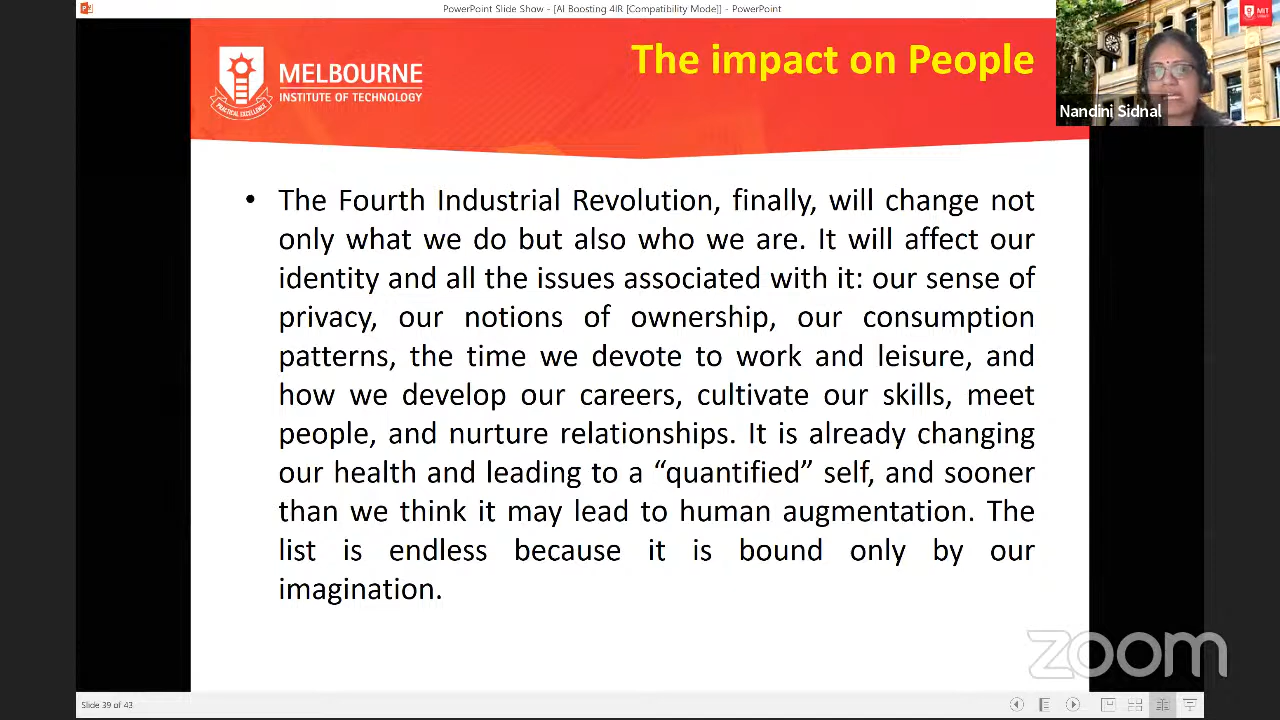 PowerPoint Slide Show - [AI Boosting 4IR [Compatibility Mode]] - PowerPoint
MELBOURNE
INSTITUTE OF TECHNOLOGY
PRACTICAL EXCELLENCE
The impact on People
MIT
Nandini Sidnal
• The Fourth Industrial Revolution, finally, will change not
only what we do but also who we are. It will affect our
identity and all the issues associated with it: our sense of
privacy, our notions of ownership, our consumption
patterns, the time we devote to work and leisure, and
how we develop our careers, cultivate our skills, meet
people, and nurture relationships. It is already changing
our health and leading to a “quantified” self, and sooner
than we think it may lead to human augmentation. The
list is endless because it is bound only by our
imagination.
zoom
Slide 39 of 43